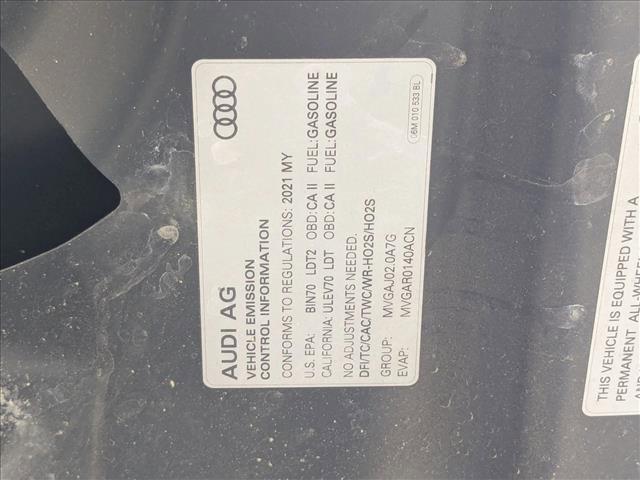 AUDI AG
VEHICLE EMISSION
CONTROL INFORMATION
CONFORMS TO REGULATIONS: 2021 MY
U.S. EPA: BIN70 LDT2 OBD: CA II FUEL: GASOLINE
CALIFORNIA: ULEV70 LDT OBD: CA II FUEL: GASOLINE
NO ADJUSTMENTS NEEDED.
DFI/TC/CAC/TWC/WR-HO2S/HO2S
GROUP: MVGAJ02.0A7G
EVAP: MVGAR0140ACN
06M 010 533 BL
THIS VEHICLE IS EQUIPPED WITH A
PERMANENT ALL-WHEEL